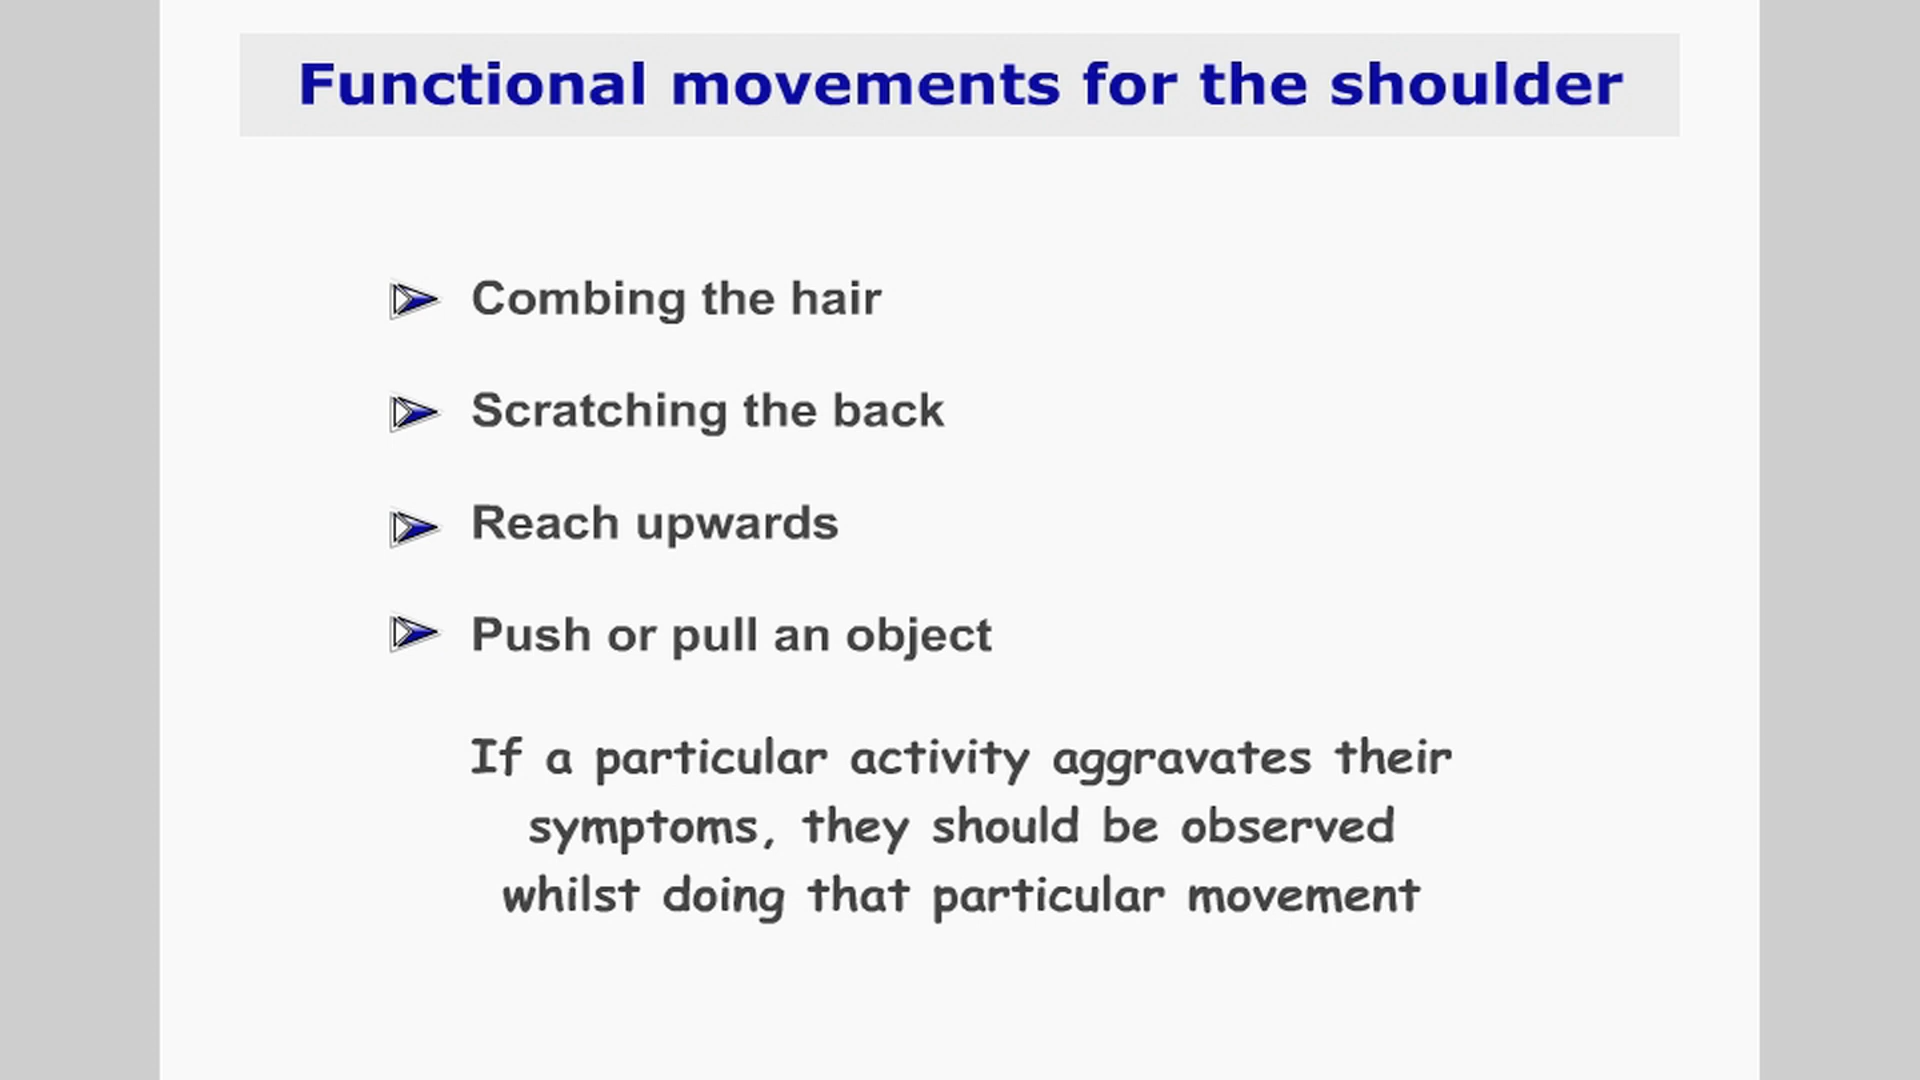 Functional movements for the shoulder
Combing the hair
Scratching the back
Reach upwards
Push or pull an object
If a particular activity aggravates their
symptoms, they should be observed
whilst doing that particular movement